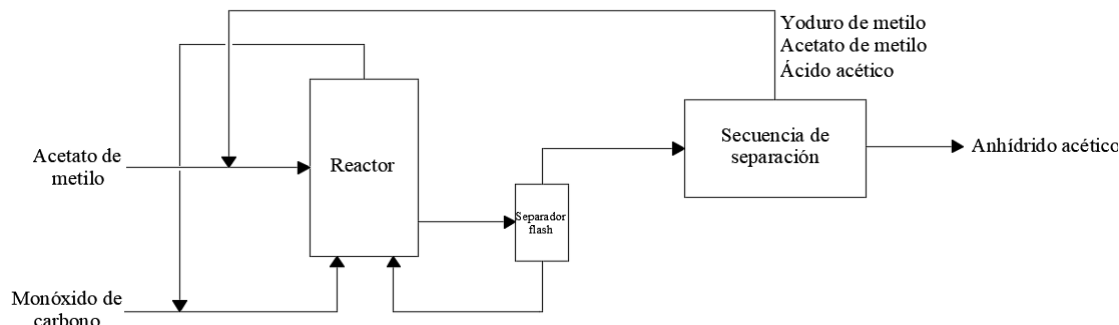 Yoduro de metilo
Acetato de metilo
Ácido acético
Acetato de
metilo
Reactor
Secuencia de
separación
Anhídrido acético
Separador
flash
Monóxido de
carbono